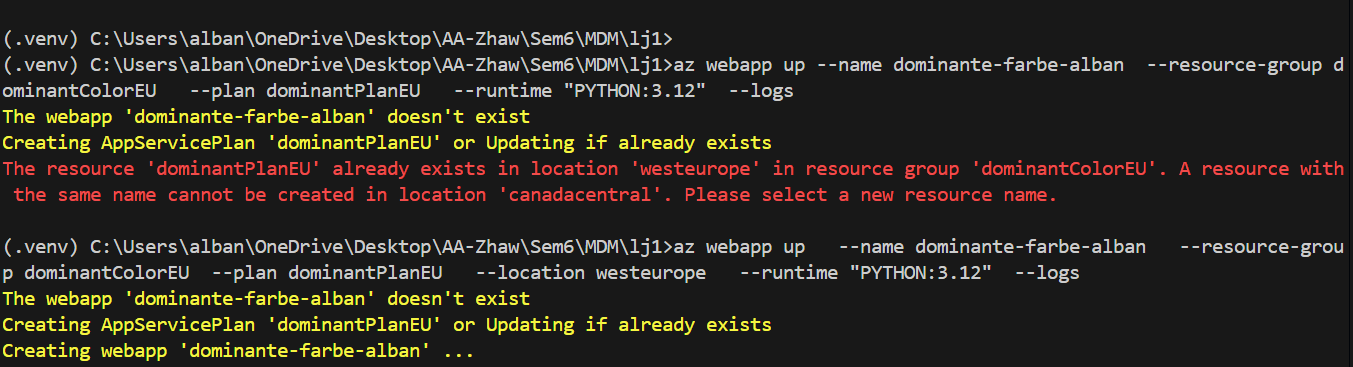 (.venv) C:\Users\alban\OneDrive\Desktop\AA-Zhaw\Sem6\MDM\lj1>
(.venv) C:\Users\alban\OneDrive\Desktop\AA-Zhaw\Sem6\MDM\lj1>az webapp up --name dominante-farbe-alban  --resource-group d
ominantColorEU   --plan dominantPlanEU   --runtime "PYTHON:3.12"  --logs
The webapp 'dominante-farbe-alban' doesn't exist
Creating AppServicePlan 'dominantPlanEU' or Updating if already exists
The resource 'dominantPlanEU' already exists in location 'westeurope' in resource group 'dominantColorEU'. A resource with
 the same name cannot be created in location 'canadacentral'. Please select a new resource name.
(.venv) C:\Users\alban\OneDrive\Desktop\AA-Zhaw\Sem6\MDM\lj1>az webapp up   --name dominante-farbe-alban   --resource-grou
p dominantColorEU  --plan dominantPlanEU   --location westeurope   --runtime "PYTHON:3.12"  --logs
The webapp 'dominante-farbe-alban' doesn't exist
Creating AppServicePlan 'dominantPlanEU' or Updating if already exists
Creating webapp 'dominante-farbe-alban' ...